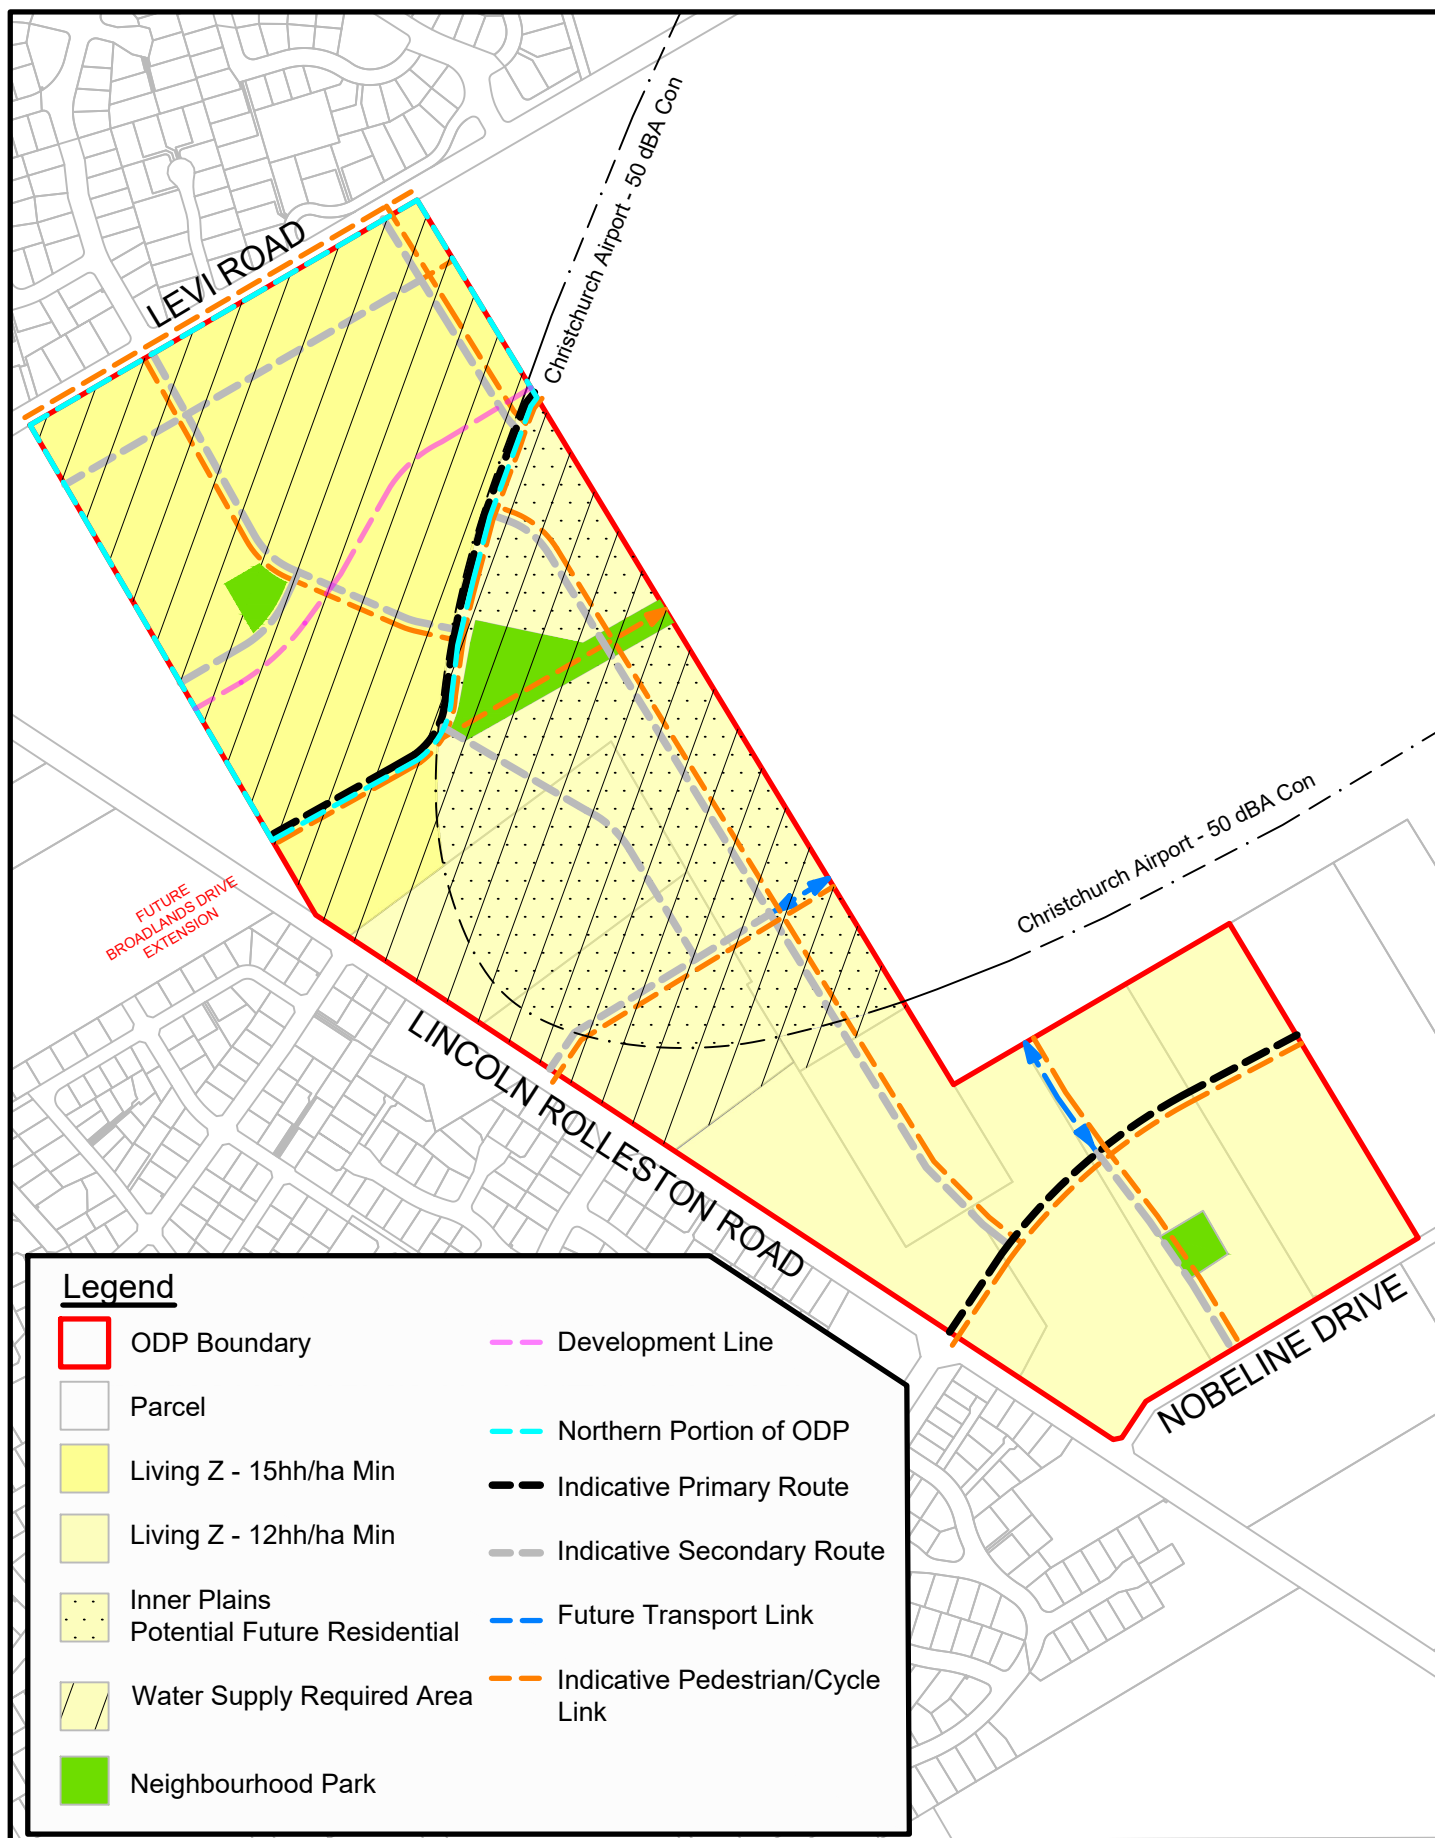 Christchurch Airport - 50 dBA Con
LEVI ROAD
Christchurch Airport - 50 dBA Con
FUTURE
BROADLANDS DRIVE
EXTENSION
LINCOLN ROLLESTON ROAD
NOBELINE DRIVE
Legend
ODP Boundary
Parcel
Living Z - 15hh/ha Min
Living Z - 12hh/ha Min
Inner Plains
Potential Future Residential
Water Supply Required Area
Neighbourhood Park
Development Line
Northern Portion of ODP
Indicative Primary Route
Indicative Secondary Route
Future Transport Link
Indicative Pedestrian/Cycle
Link